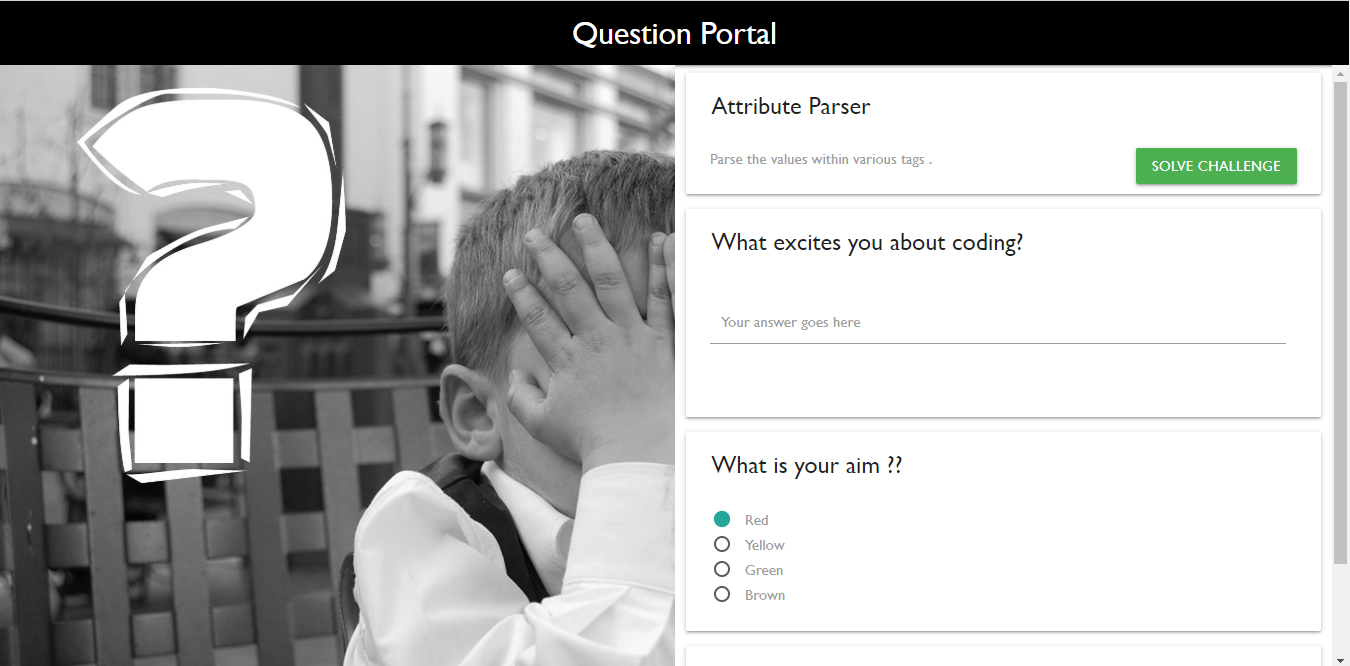 Question Portal
?
Attribute Parser
Parse the values within various tags .
SOLVE CHALLENGE
What excites you about coding?
Your answer goes here
What is your aim ??
Red
Yellow
Green
Brown